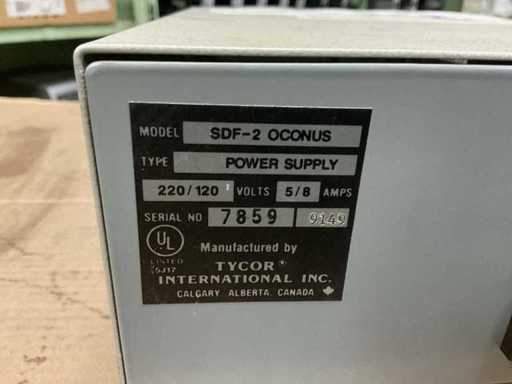 MODEL SDF-2 OCONUS
TYPE POWER SUPPLY
220/120 VOLTS 5/8 AMPS
SERIAL NO 7859 9149
UL
LISTED
Manufactured by
TYCOR®
INTERNATIONAL INC.
CALGARY, ALBERTA, CANADA